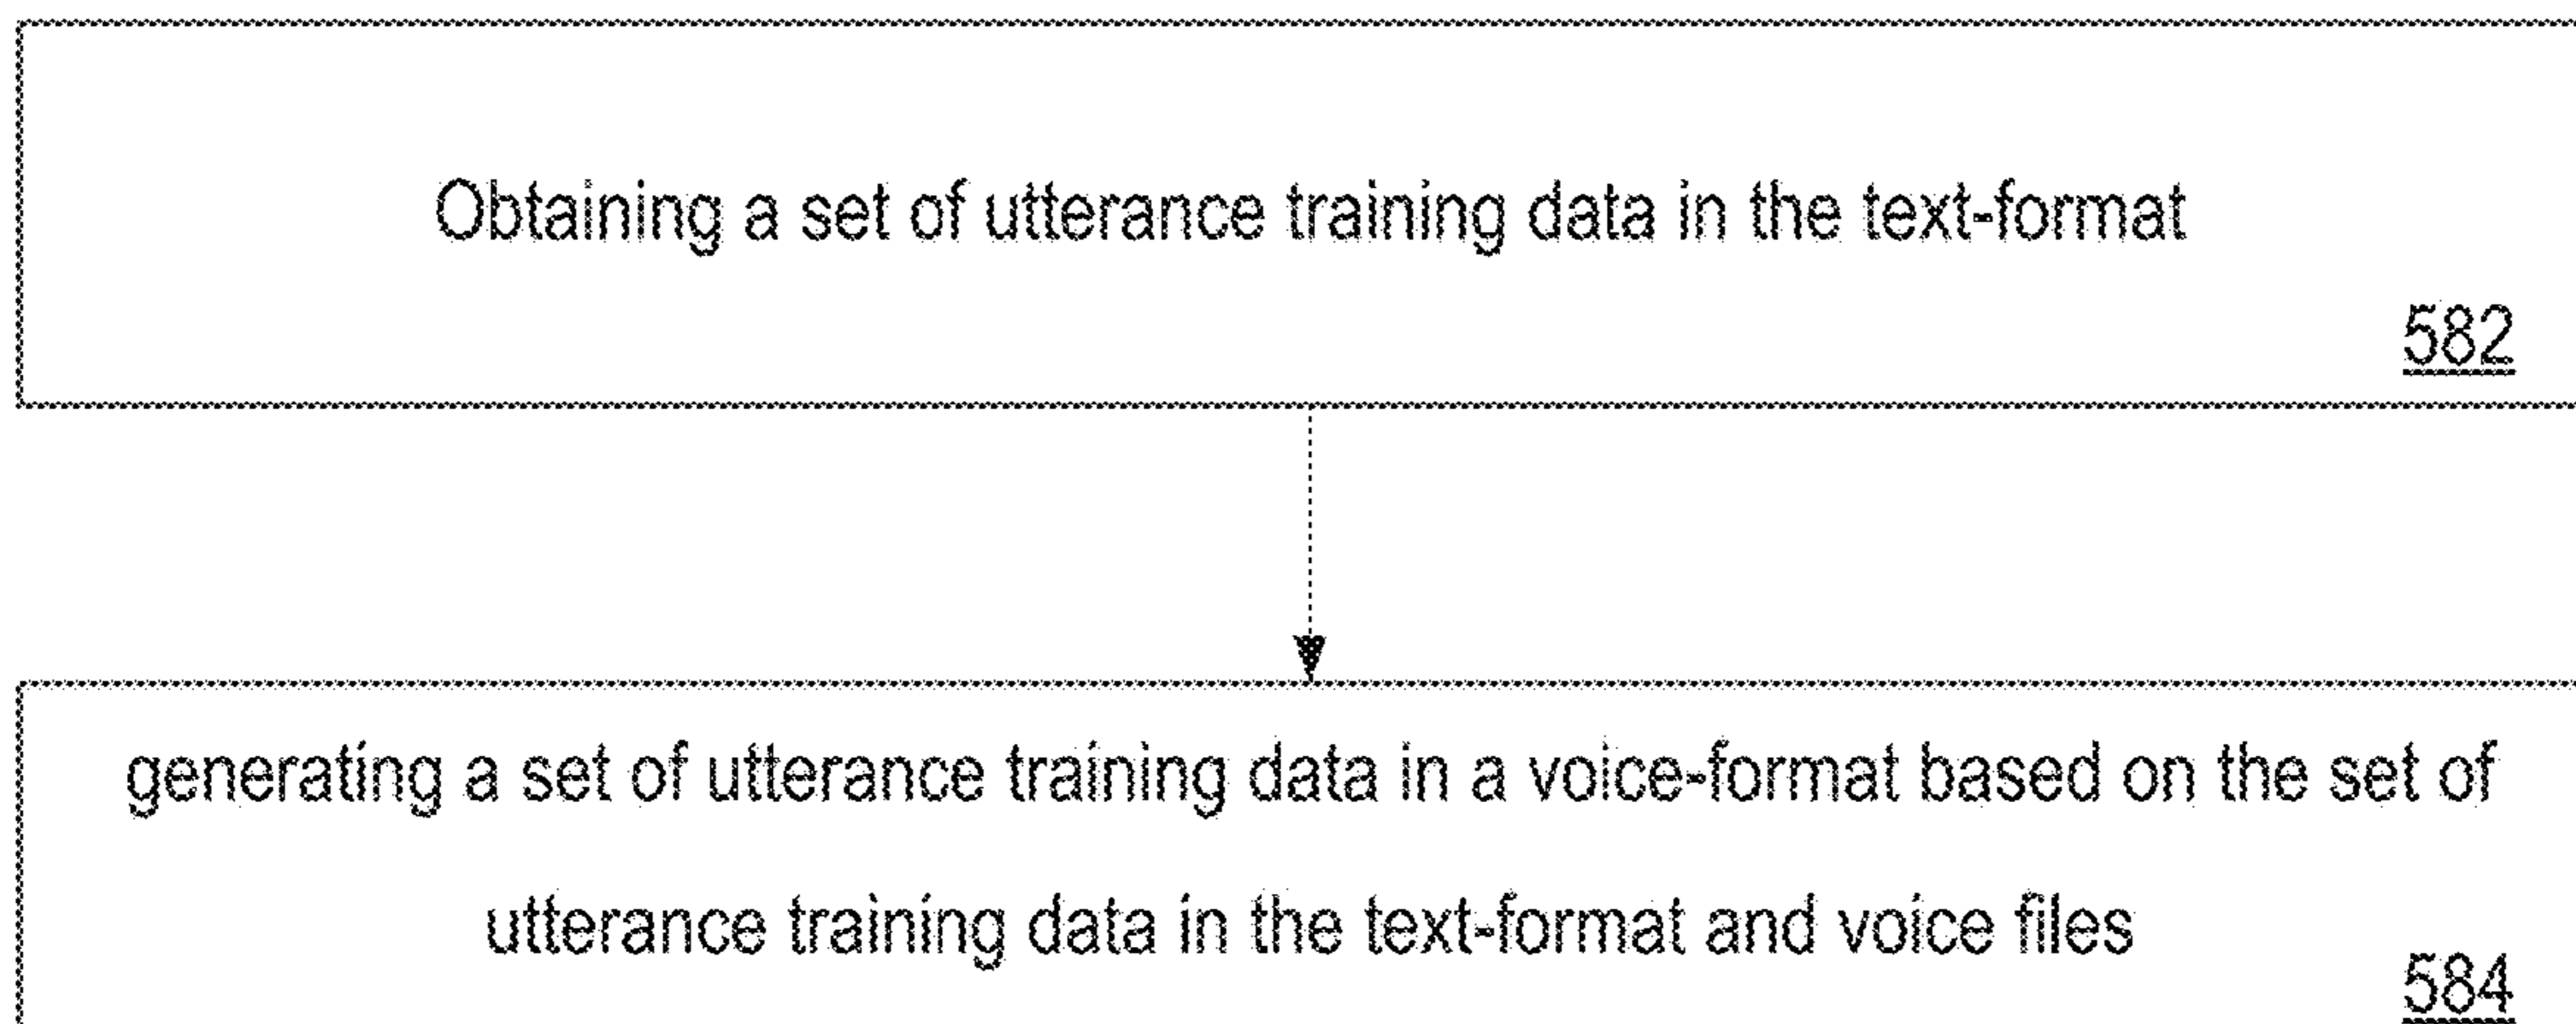 Obtaining a set of utterance training data in the text-format
582
generating a set of utterance training data in a voice-format based on the set of
utterance training data in the text-format and voice files
584